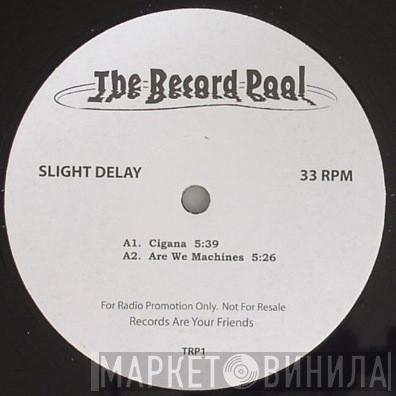 The Record Pool
SLIGHT DELAY
33 RPM
A1. Cigana 5:39
A2. Are We Machines 5:26
For Radio Promotion Only. Not For Resale
Records Are Your Friends
TRP1
МАРКЕТ ВИНИЛА